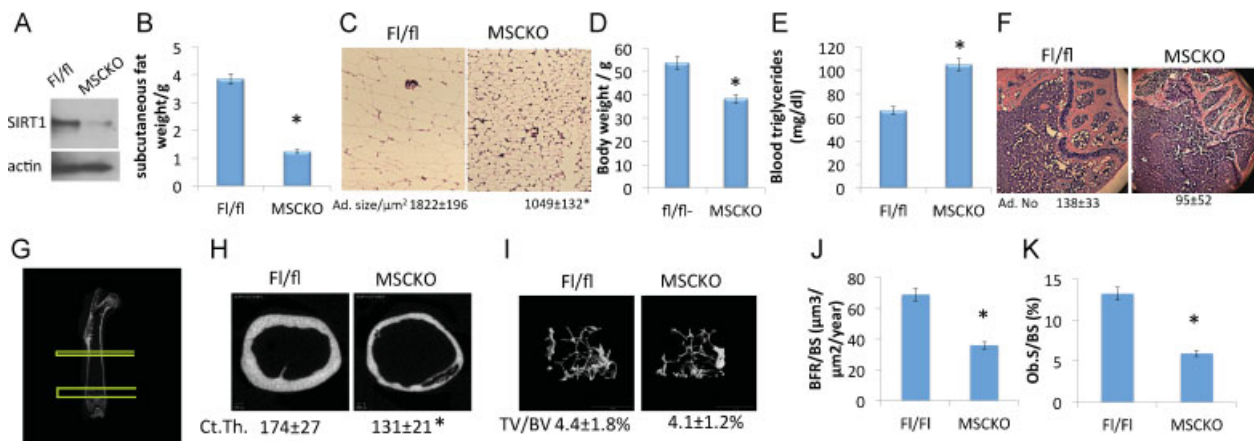 A
Fl/fl
MSCKO
SIRT1
actin
B
subcutaneous fat
weight/g
5
4
3
2
1
0
*
Fl/fl
MSCKO
C
Fl/fl
MSCKO
Ad. size/µm² 1822±196
1049±132*
D
Body weight / g
60
50
40
30
20
10
0
*
fl/fl-
MSCKO
E
Blood triglycerides
(mg/dl)
120
100
80
60
40
20
0
*
Fl/fl
MSCKO
F
Fl/fl
MSCKO
Ad. No
138±33
95±52
G
H
Fl/fl
MSCKO
Ct.Th.
174±27
131±21*
I
Fl/fl
MSCKO
TV/BV
4.4±1.8%
4.1±1.2%
J
BFR/BS (µm3/
µm2/year)
80
60
40
20
0
*
Fl/Fl
MSCKO
K
Ob.S/BS (%)
15
10
5
0
*
Fl/Fl
MSCKO